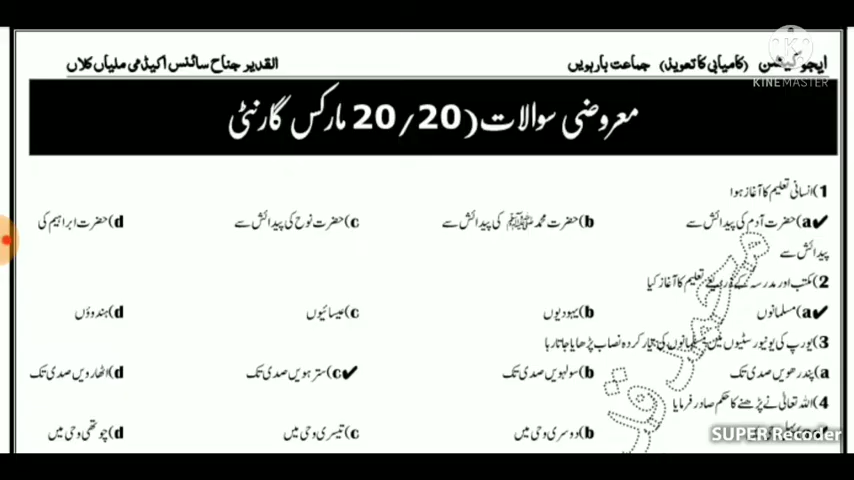 KINEMASTER
ایجوکیشن (کامیابی کا تعویذ) جماعت بارہویں القدیر جناح سائنس اکیڈمی ملیاں کلاں
معروضی سوالات (20/20 مارکس گارنٹی
1) انسانی تعلیم کا آغاز ہوا
✔a) حضرت آدم کی پیدائش سے b) حضرت محمد ﷺ کی پیدائش سے c) حضرت نوح کی پیدائش سے d) حضرت ابراہیم کی
پیدائش سے
2) مکتب اور مدرسہ کے ذریعے تعلیم کا آغاز کیا
✔a) مسلمانوں b) یہودیوں c) عیسائیوں d) ہندوؤں
3) یورپ کی یونیورسٹیوں میں مسلمانوں کی تیار کردہ نصاب پڑھایا جاتا رہا
a) پندرھویں صدی تک b) سولہویں صدی تک ✔c) سترہویں صدی تک d) اٹھارویں صدی تک
4) اللہ تعالیٰ نے پڑھنے کا حکم صادر فرمایا
b) دوسری وحی میں c) تیسری وحی میں d) چوتھی وحی میں
SUPER Recorder